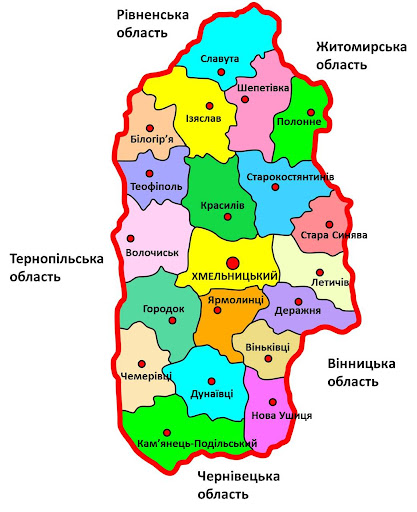 Рівненська
область
Житомирська
область
Славута
Шепетівка
Ізяслав
Полонне
Білогір’я
Теофіполь
Старокостянтинів
Красилів
Стара Синява
Волочиськ
Тернопільська
область
ХМЕЛЬНИЦЬКИЙ
Летичів
Ярмолинці
Городок
Деражня
Віньківці
Вінницька
область
Чемерівці
Дунаївці
Нова Ущиця
Кам’янець-Подільський
Чернівецька
область